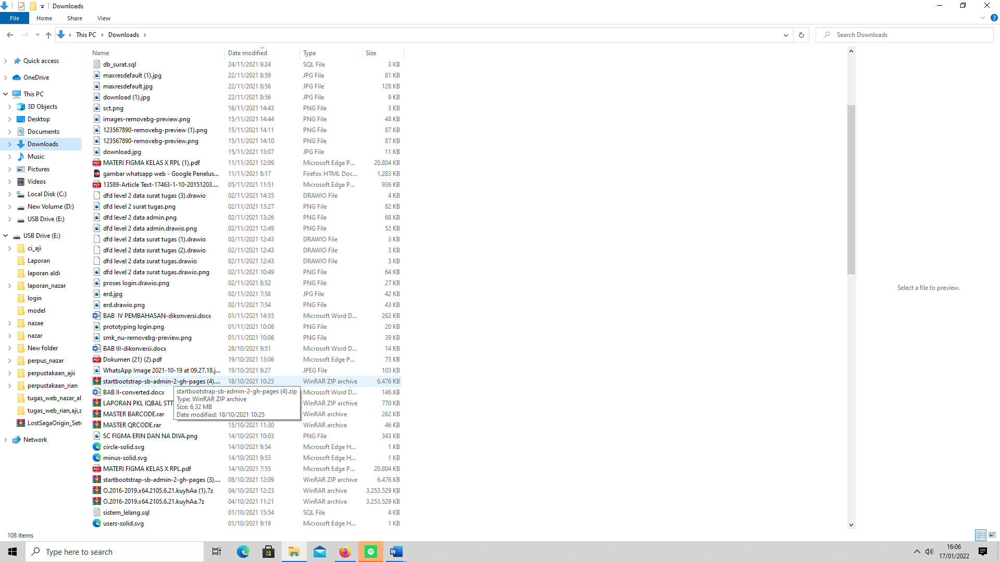 Downloads
File Home Share View
This PC Downloads
Search Downloads
Name Date modified Type Size
Quick access
OneDrive
This PC
3D Objects
Desktop
Documents
Downloads
Music
Pictures
Videos
Local Disk (C:)
New Volume (D:)
USB Drive (E:)
USB Drive (E:)
ci_aji
Laporan
laporan aldi
laporan_nazar
login
model
nazae
nazar
New folder
perpus_nazar
perpustakaan_ajii
perpustakaan_rian
tugas_web_nazar_al
tugas_web_rian,aji,z
LostSagaOrigin_Setu
Network
db_surat.sql 24/11/2021 9:24 SQL File 3 KB
maxresdefault (1).jpg 22/11/2021 8:59 JPG File 81 KB
maxresdefault.jpg 22/11/2021 8:56 JPG File 128 KB
download (1).jpg 22/11/2021 8:56 JPG File 9 KB
sct.png 16/11/2021 14:43 PNG File 3 KB
images-removebg-preview.png 15/11/2021 14:44 PNG File 48 KB
123567890-removebg-preview (1).png 15/11/2021 14:11 PNG File 87 KB
123567890-removebg-preview.png 15/11/2021 14:10 PNG File 87 KB
download.jpg 15/11/2021 13:07 JPG File 11 KB
MATERI FIGMA KELAS X RPL (1).pdf 11/11/2021 12:09 Microsoft Edge P... 20.804 KB
gambar whatsapp web - Google Penelus... 11/11/2021 8:17 Firefox HTML Doc... 1.283 KB
13589-Article Text-17463-1-10-20151203.... 05/11/2021 11:51 Microsoft Edge P... 936 KB
dfd level 2 data surat tugas (3).drawio 02/11/2021 14:35 DRAWIO File 4 KB
dfd level 2 surat tugas.png 02/11/2021 13:27 PNG File 82 KB
dfd level 2 data admin.png 02/11/2021 13:26 PNG File 68 KB
dfd level 2 data admin.drawio.png 02/11/2021 12:49 PNG File 52 KB
dfd level 2 data surat tugas (1).drawio 02/11/2021 12:43 DRAWIO File 3 KB
dfd level 2 data surat tugas (2).drawio 02/11/2021 12:43 DRAWIO File 3 KB
dfd level 2 data surat tugas.drawio 02/11/2021 12:43 DRAWIO File 3 KB
dfd level 2 data surat tugas.drawio.png 02/11/2021 10:49 PNG File 64 KB
proses login.drawio.png 02/11/2021 8:52 PNG File 27 KB
erd.jpg 02/11/2021 7:58 JPG File 42 KB
erd.drawio.png 02/11/2021 7:54 PNG File 43 KB
BAB IV PEMBAHASAN-dikonversi.docx 01/11/2021 14:55 Microsoft Word D... 262 KB
prototyping login.png 01/11/2021 10:08 PNG File 20 KB
smk_nu-removebg-preview.png 01/11/2021 10:06 PNG File 39 KB
BAB III-dikonversi.docx 28/10/2021 9:51 Microsoft Word D... 14 KB
Dokumen (21) (2).pdf 19/10/2021 13:06 Microsoft Edge P... 73 KB
WhatsApp Image 2021-10-19 at 09.27.18.j... 19/10/2021 9:27 JPEG File 103 KB
startbootstrap-sb-admin-2-gh-pages (4).... 18/10/2021 10:25 WinRAR ZIP archive 6.476 KB
BAB II-converted.docx Microsoft Word D... 146 KB
LAPORAN PKL IQBAL STT WinRAR ZIP archive 770 KB
MASTER BARCODE.rar WinRAR archive 262 KB
MASTER QRCODE.rar 15/10/2021 11:30 WinRAR archive 46 KB
SC FIGMA ERIN DAN NA DIVA.png 14/10/2021 10:03 PNG File 343 KB
circle-solid.svg 14/10/2021 9:54 Microsoft Edge H... 1 KB
minus-solid.svg 14/10/2021 9:53 Microsoft Edge H... 1 KB
MATERI FIGMA KELAS X RPL.pdf 14/10/2021 7:55 Microsoft Edge P... 20.804 KB
startbootstrap-sb-admin-2-gh-pages (3).... 08/10/2021 12:09 WinRAR ZIP archive 6.476 KB
O.2016-2019.x64.2105.6.21.kuyhAa (1).7z 04/10/2021 12:23 WinRAR archive 3.253.529 KB
O.2016-2019.x64.2105.6.21.kuyhAa.7z 04/10/2021 11:21 WinRAR archive 3.253.529 KB
sistem_lelang.sql 01/10/2021 15:54 SQL File 4 KB
users-solid.svg 01/10/2021 9:19 Microsoft Edge H... 1 KB
startbootstrap-sb-admin-2-gh-pages (4).zip
Type: WinRAR ZIP archive
Size: 6,32 MB
Date modified: 18/10/2021 10:25
Select a file to preview.
108 items
Type here to search
16:06
17/01/2022